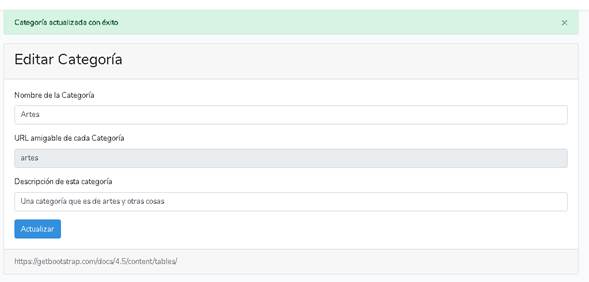 Categoría actualizada con éxito ×
Editar Categoría
Nombre de la Categoría
Artes
URL amigable de cada Categoría
artes
Descripción de esta categoría
Una categoría que es de artes y otras cosas
Actualizar
https://getbootstrap.com/docs/4.5/content/tables/